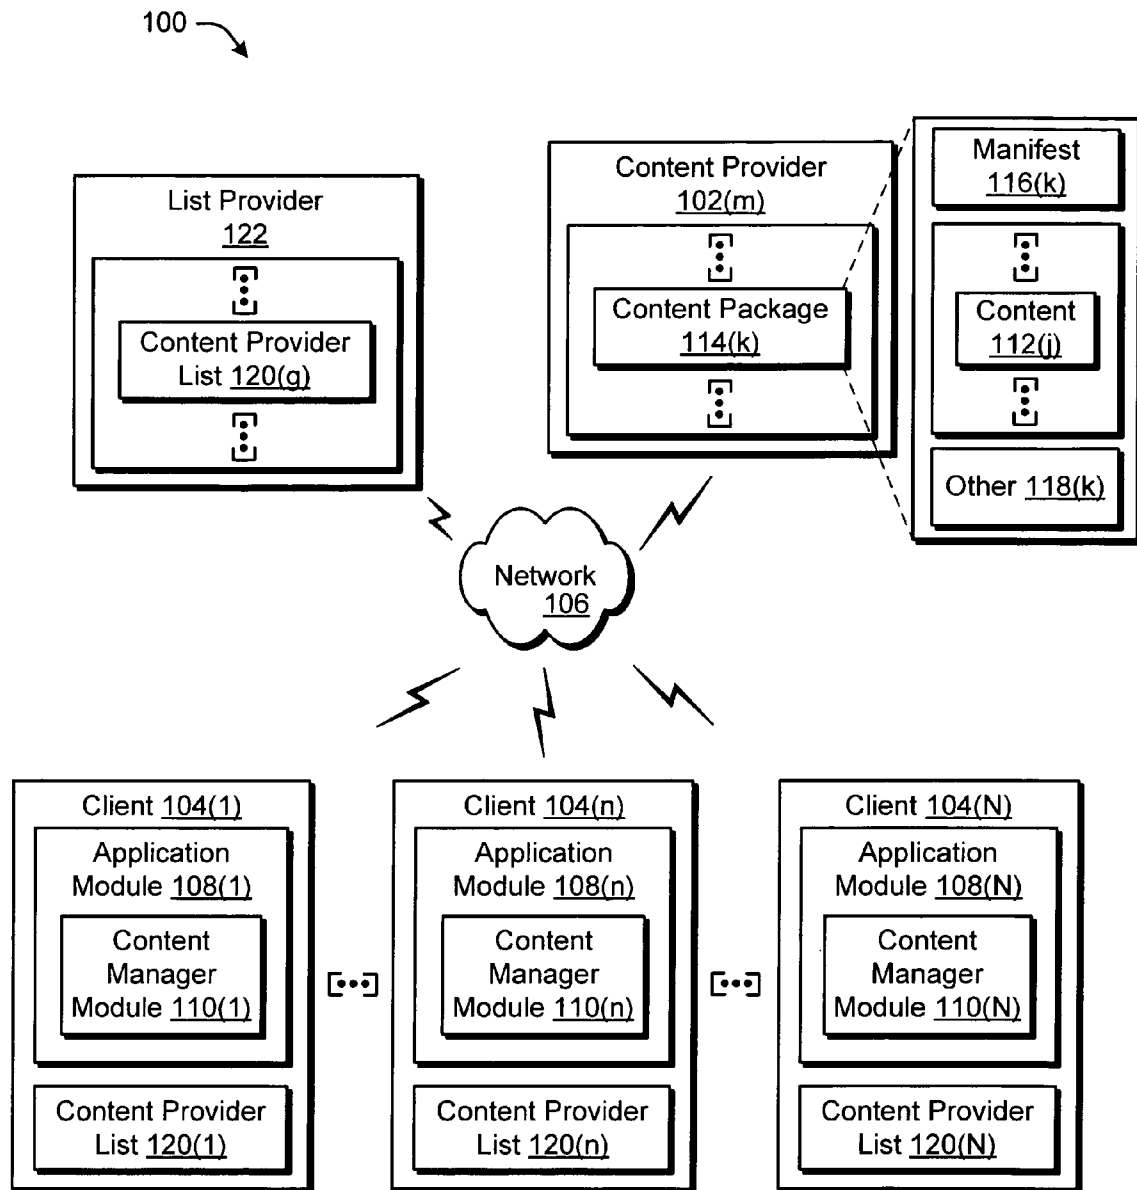 100
List Provider
122
Content Provider
List 120(g)
Content Provider
102(m)
Content Package
114(k)
Manifest
116(k)
Content
112(j)
Other 118(k)
Network
106
Client 104(1)
Application
Module 108(1)
Content
Manager
Module 110(1)
Content Provider
List 120(1)
Client 104(n)
Application
Module 108(n)
Content
Manager
Module 110(n)
Content Provider
List 120(n)
Client 104(N)
Application
Module 108(N)
Content
Manager
Module 110(N)
Content Provider
List 120(N)